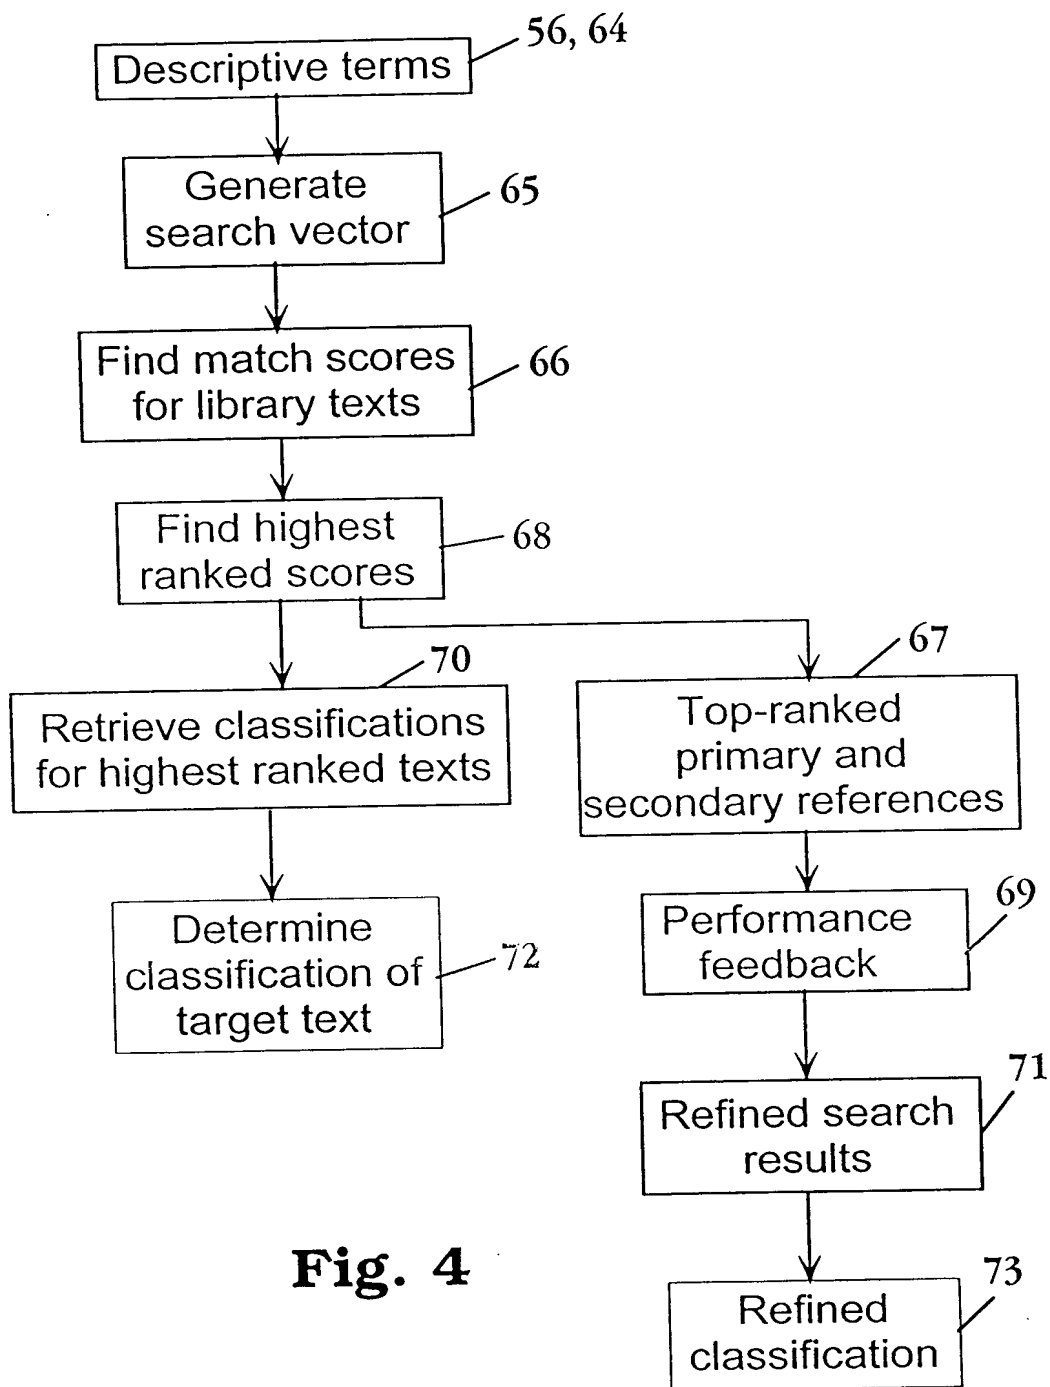 56, 64
Descriptive terms
Generate
search vector
65
Find match scores
for library texts
66
Find highest
ranked scores
68
70
Retrieve classifications
for highest ranked texts
67
Top-ranked
primary and
secondary references
Determine
classification of
target text
72
69
Performance
feedback
71
Refined search
results
Fig. 4
73
Refined
classification